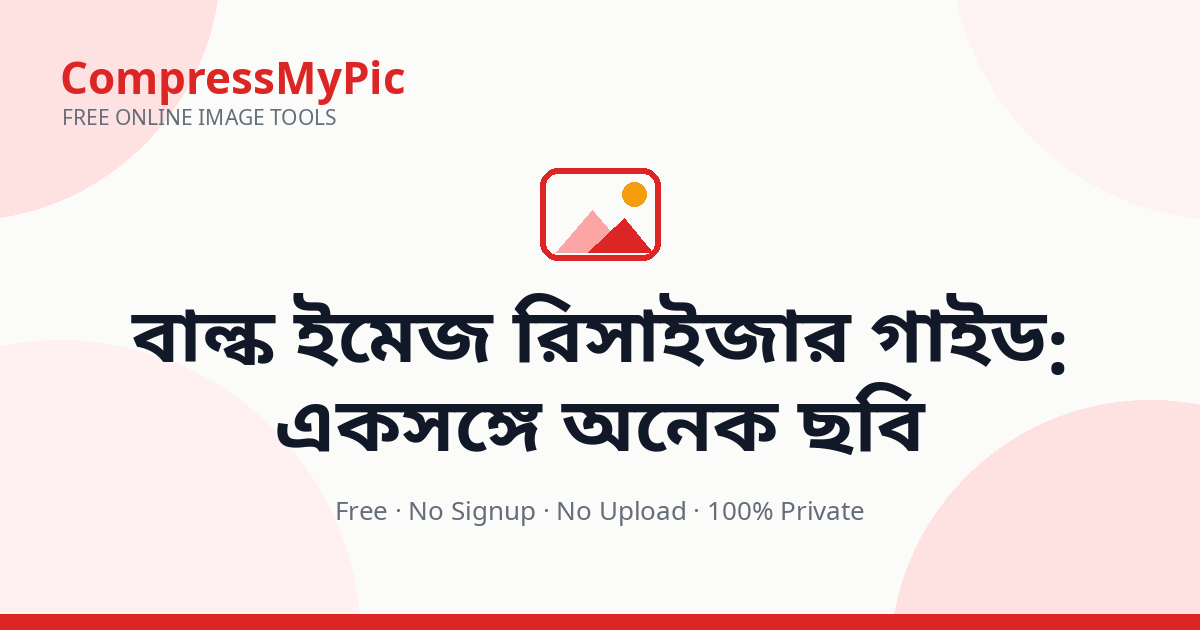 CompressMyPic
FREE ONLINE IMAGE TOOLS
বাল্ক ইমেজ রিসাইজার গাইড:
একসঙ্গে অনেক ছবি
Free · No Signup · No Upload · 100% Private